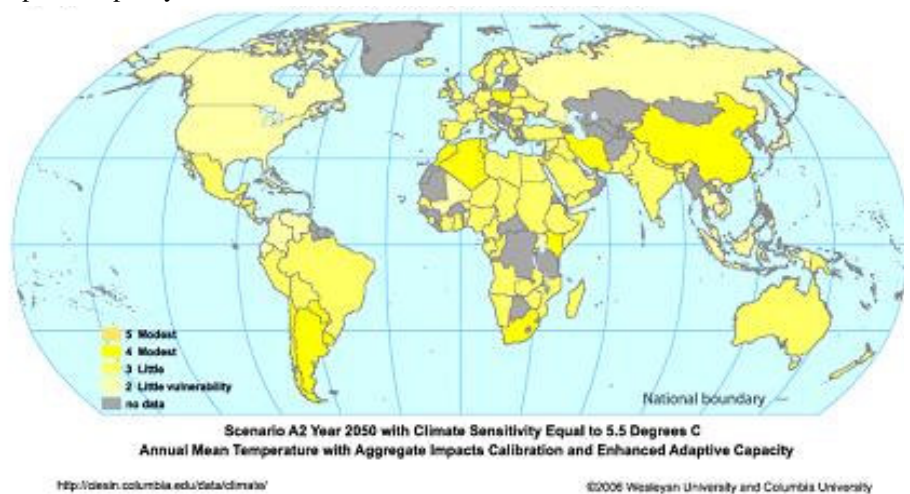 5 Modest
4 Modest
3 Little
2 Little vulnerability
no data
National boundary
Scenario A2 Year 2050 with Climate Sensitivity Equal to 5.5 Degrees C
Annual Mean Temperature with Aggregate Impacts Calibration and Enhanced Adaptive Capacity
http://ciesin.columbia.edu/data/climate/
©2006 Wesleyan University and Columbia University